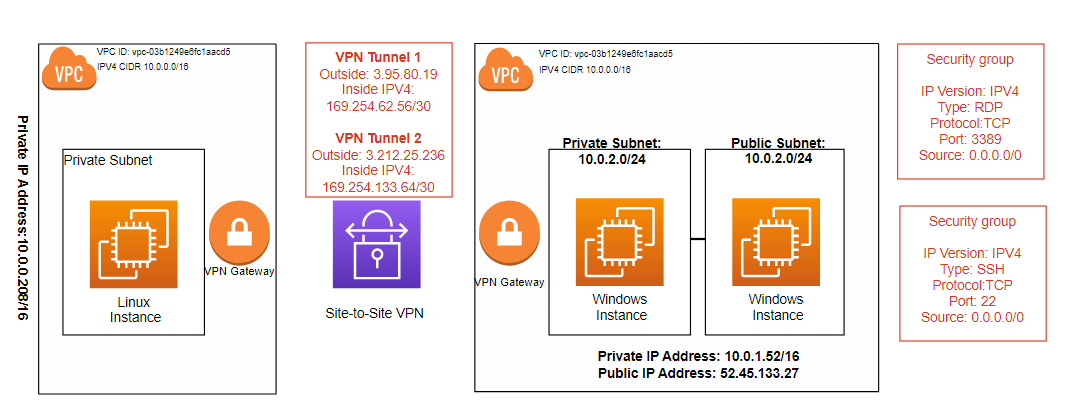 VPC
VPC ID: vpc-03b1249e6fc1aacd5
IPV4 CIDR 10.0.0.0/16
Private IP Address:10.0.0.208/16
Private Subnet
Linux
Instance
VPN Gateway
VPN Tunnel 1
Outside: 3.95.80.19
Inside IPV4:
169.254.62.56/30
VPN Tunnel 2
Outside: 3.212.25.236
Inside IPV4:
169.254.133.64/30
Site-to-Site VPN
VPC
VPC ID: vpc-03b1249e6fc1aacd5
IPV4 CIDR 10.0.0.0/16
VPN Gateway
Private Subnet:
10.0.2.0/24
Windows
Instance
Public Subnet:
10.0.2.0/24
Windows
Instance
Private IP Address: 10.0.1.52/16
Public IP Address: 52.45.133.27
Security group
IP Version: IPV4
Type: RDP
Protocol:TCP
Port: 3389
Source: 0.0.0.0/0
Security group
IP Version: IPV4
Type: SSH
Protocol:TCP
Port: 22
Source: 0.0.0.0/0